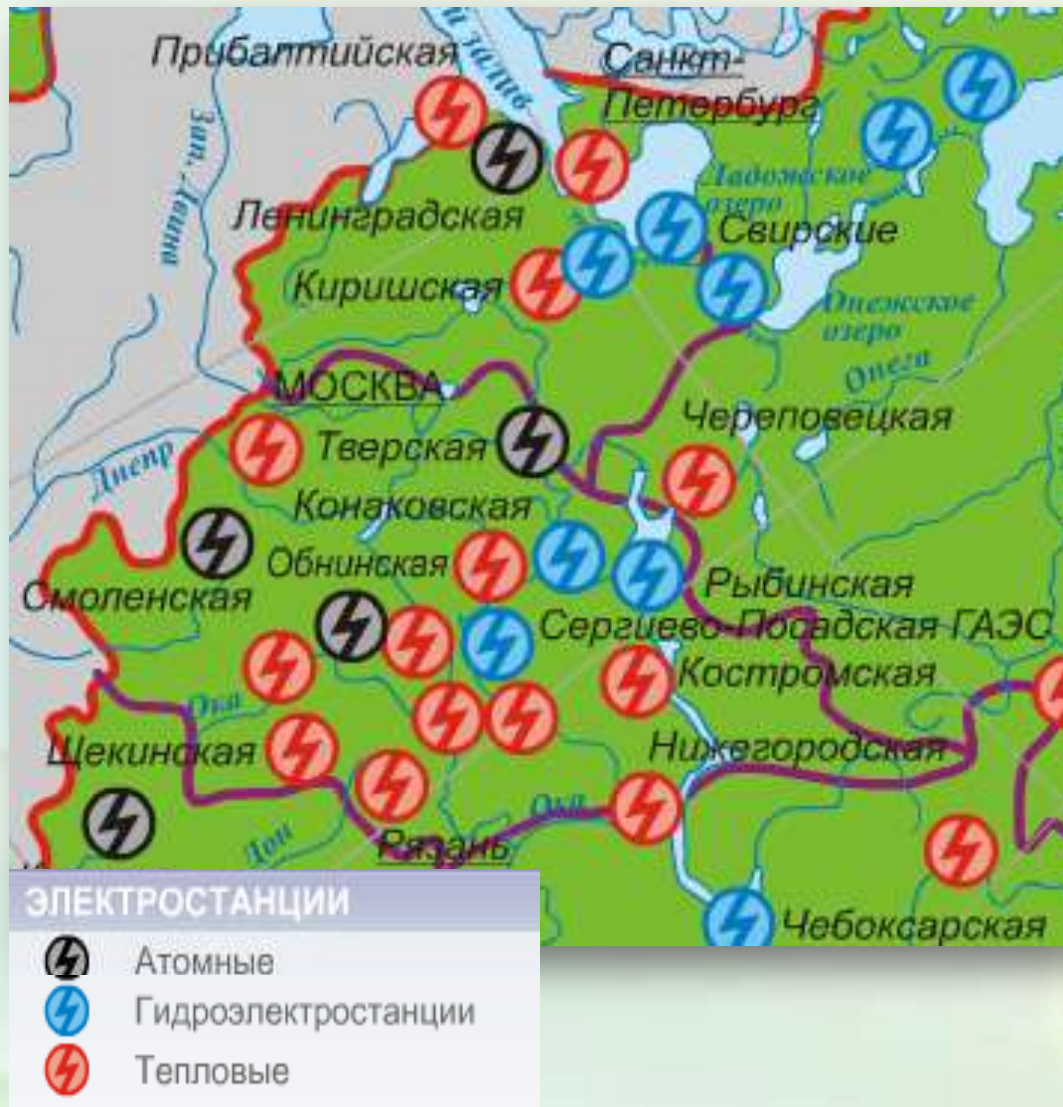 й залив
Прибалтийская
Санкт-
Петербург
Зап. Двина
Ладожское
озеро
Ленинградская
Свирские
Киришская
Онежское
озеро
Онега
МОСКВА
Череповецкая
Тверская
Днепр
Конаковская
Обнинская
Смоленская
Рыбинская
Сергиево-Посадская ГАЭС
Костромская
Ока
Щекинская
Нижегородская
Ока
Дон
Рязань
Чебоксарская
ЭЛЕКТРОСТАНЦИИ
Атомные
Гидроэлектростанции
Тепловые